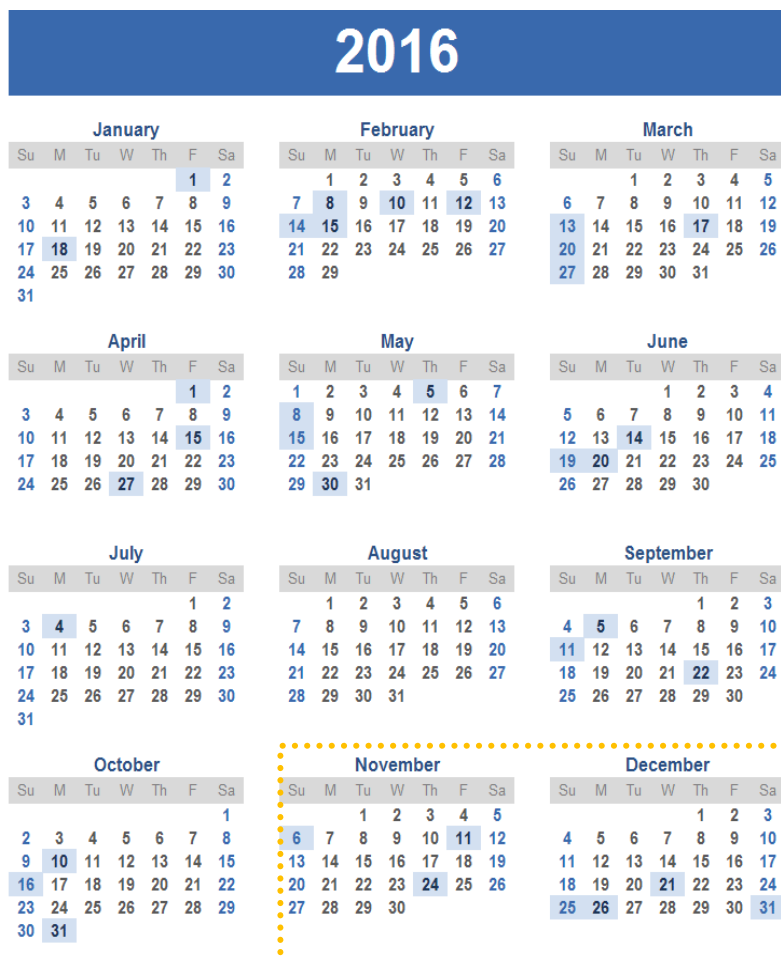 2016
January February March
Su M Tu W Th F Sa Su M Tu W Th F Sa Su M Tu W Th F Sa
1 2 1 2 3 4 5 6 1 2 3 4 5
3 4 5 6 7 8 9 7 8 9 10 11 12 13 6 7 8 9 10 11 12
10 11 12 13 14 15 16 14 15 16 17 18 19 20 13 14 15 16 17 18 19
17 18 19 20 21 22 23 21 22 23 24 25 26 27 20 21 22 23 24 25 26
24 25 26 27 28 29 30 28 29 27 28 29 30 31
31
April May June
Su M Tu W Th F Sa Su M Tu W Th F Sa Su M Tu W Th F Sa
1 2 1 2 3 4 5 6 7 1 2 3 4
3 4 5 6 7 8 9 8 9 10 11 12 13 14 5 6 7 8 9 10 11
10 11 12 13 14 15 16 15 16 17 18 19 20 21 12 13 14 15 16 17 18
17 18 19 20 21 22 23 22 23 24 25 26 27 28 19 20 21 22 23 24 25
24 25 26 27 28 29 30 29 30 31 26 27 28 29 30
July August September
Su M Tu W Th F Sa Su M Tu W Th F Sa Su M Tu W Th F Sa
1 2 1 2 3 4 5 6 1 2 3
3 4 5 6 7 8 9 7 8 9 10 11 12 13 4 5 6 7 8 9 10
10 11 12 13 14 15 16 14 15 16 17 18 19 20 11 12 13 14 15 16 17
17 18 19 20 21 22 23 21 22 23 24 25 26 27 18 19 20 21 22 23 24
24 25 26 27 28 29 30 28 29 30 31 25 26 27 28 29 30
31
October November December
Su M Tu W Th F Sa Su M Tu W Th F Sa Su M Tu W Th F Sa
1 1 2 3 4 5 1 2 3
2 3 4 5 6 7 8 6 7 8 9 10 11 12 4 5 6 7 8 9 10
9 10 11 12 13 14 15 13 14 15 16 17 18 19 11 12 13 14 15 16 17
16 17 18 19 20 21 22 20 21 22 23 24 25 26 18 19 20 21 22 23 24
23 24 25 26 27 28 29 27 28 29 30 25 26 27 28 29 30 31
30 31